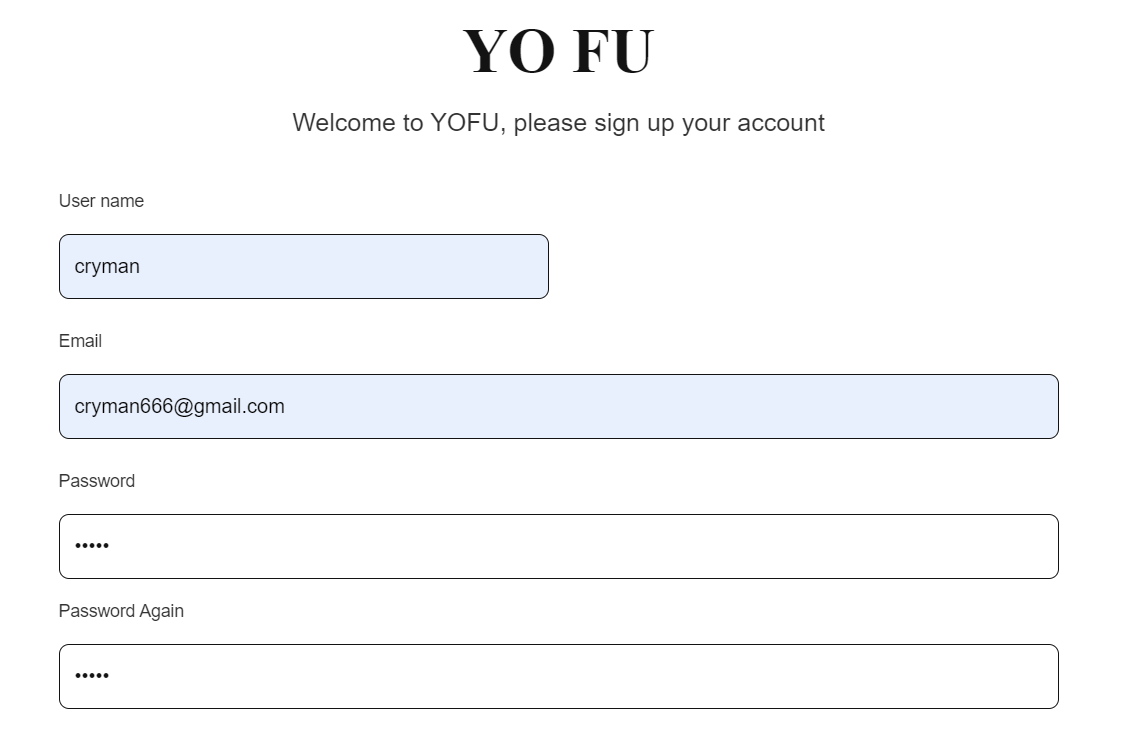 YO FU
Welcome to YOFU, please sign up your account
User name
cryman
Email
cryman666@gmail.com
Password
•••••
Password Again
•••••